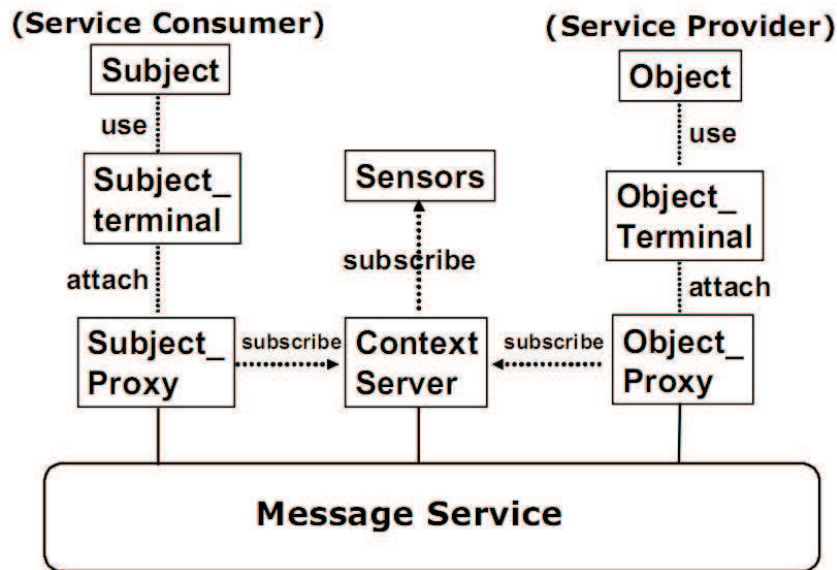 (Service Consumer)
(Service Provider)
Subject
Object
use
use
Subject_
terminal
Sensors
Object_
Terminal
attach
subscribe
attach
Subject_
Proxy
subscribe
Context
Server
subscribe
Object_
Proxy
Message Service